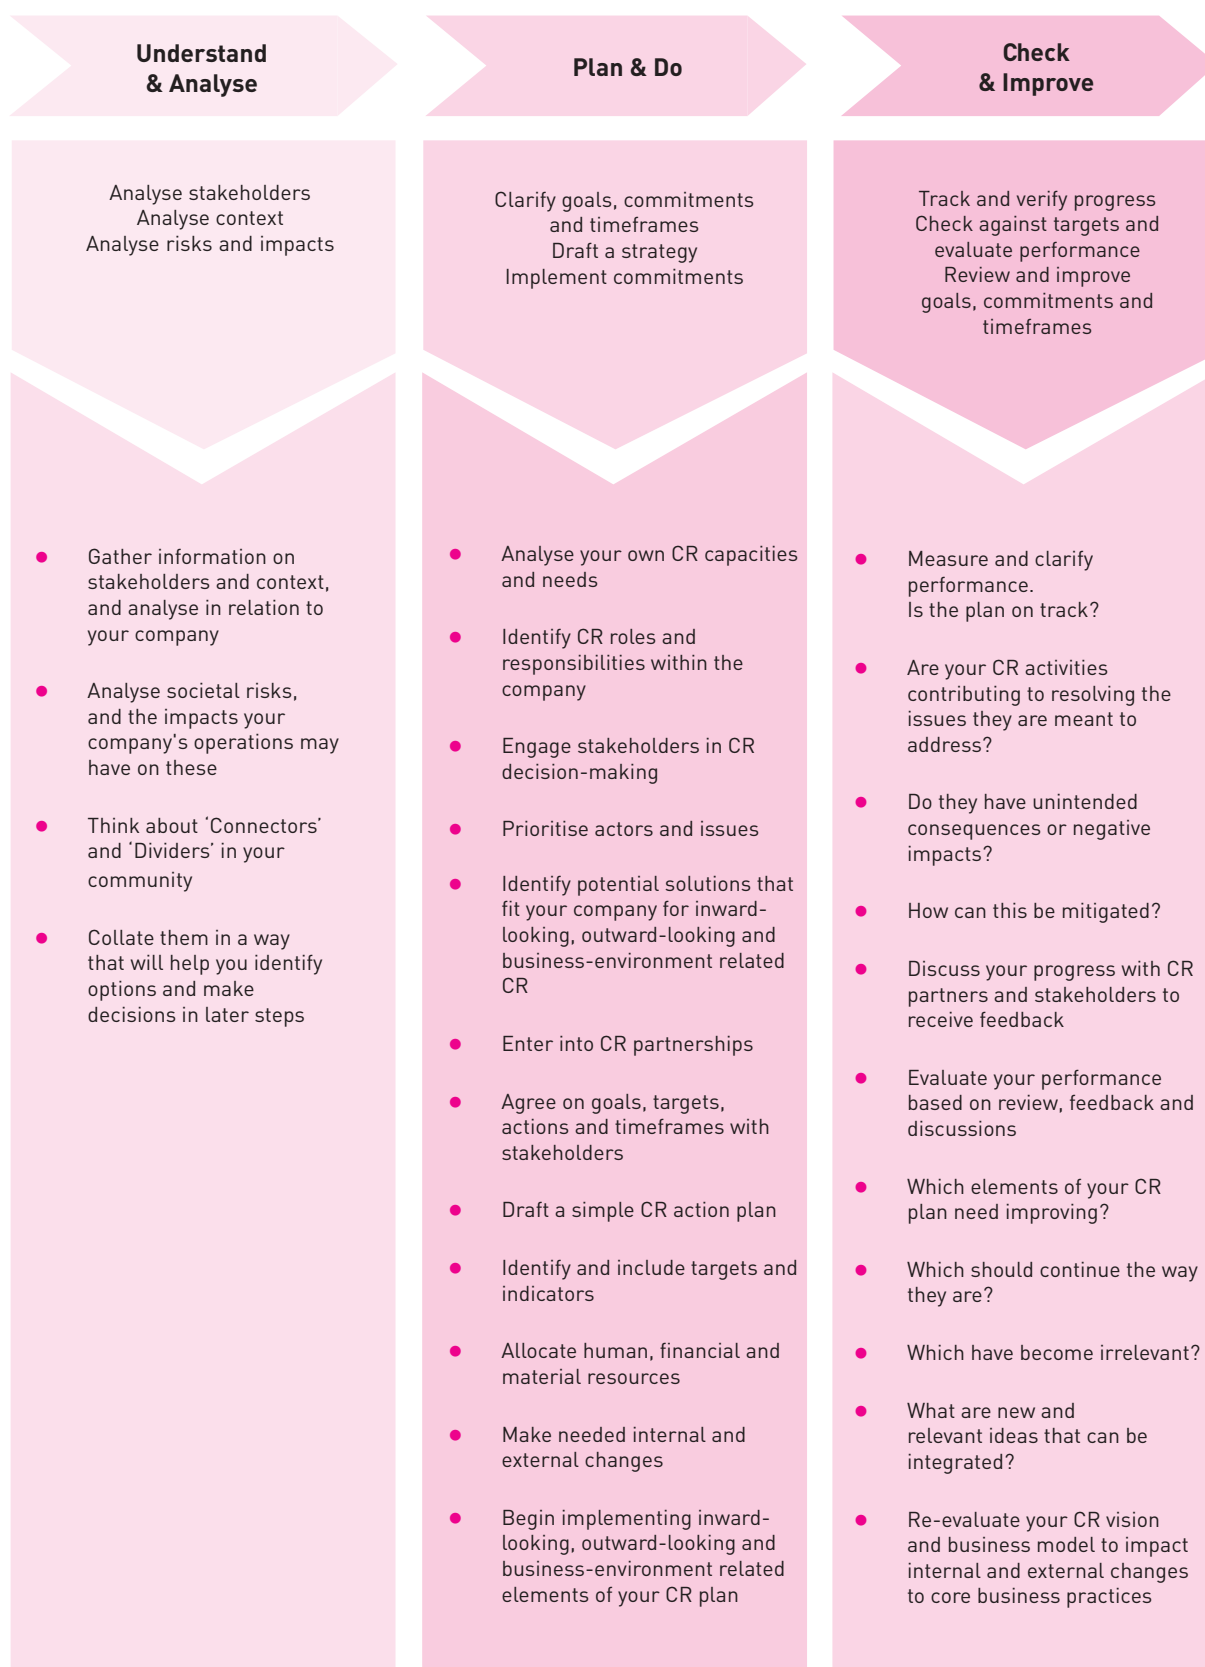 Understand
& Analyse
Analyse stakeholders
Analyse context
Analyse risks and impacts
● Gather information on
stakeholders and context,
and analyse in relation to
your company
● Analyse societal risks,
and the impacts your
company's operations may
have on these
● Think about ‘Connectors’
and ‘Dividers’ in your
community
● Collate them in a way
that will help you identify
options and make
decisions in later steps
Plan & Do
Clarify goals, commitments
and timeframes
Draft a strategy
Implement commitments
● Analyse your own CR capacities
and needs
● Identify CR roles and
responsibilities within the
company
● Engage stakeholders in CR
decision-making
● Prioritise actors and issues
● Identify potential solutions that
fit your company for inward-
looking, outward-looking and
business-environment related
CR
● Enter into CR partnerships
● Agree on goals, targets,
actions and timeframes with
stakeholders
● Draft a simple CR action plan
● Identify and include targets and
indicators
● Allocate human, financial and
material resources
● Make needed internal and
external changes
● Begin implementing inward-
looking, outward-looking and
business-environment related
elements of your CR plan
Check
& Improve
Track and verify progress
Check against targets and
evaluate performance
Review and improve
goals, commitments and
timeframes
● Measure and clarify
performance.
Is the plan on track?
● Are your CR activities
contributing to resolving the
issues they are meant to
address?
● Do they have unintended
consequences or negative
impacts?
● How can this be mitigated?
● Discuss your progress with CR
partners and stakeholders to
receive feedback
● Evaluate your performance
based on review, feedback and
discussions
● Which elements of your CR
plan need improving?
● Which should continue the way
they are?
● Which have become irrelevant?
● What are new and
relevant ideas that can be
integrated?
● Re-evaluate your CR vision
and business model to impact
internal and external changes
to core business practices